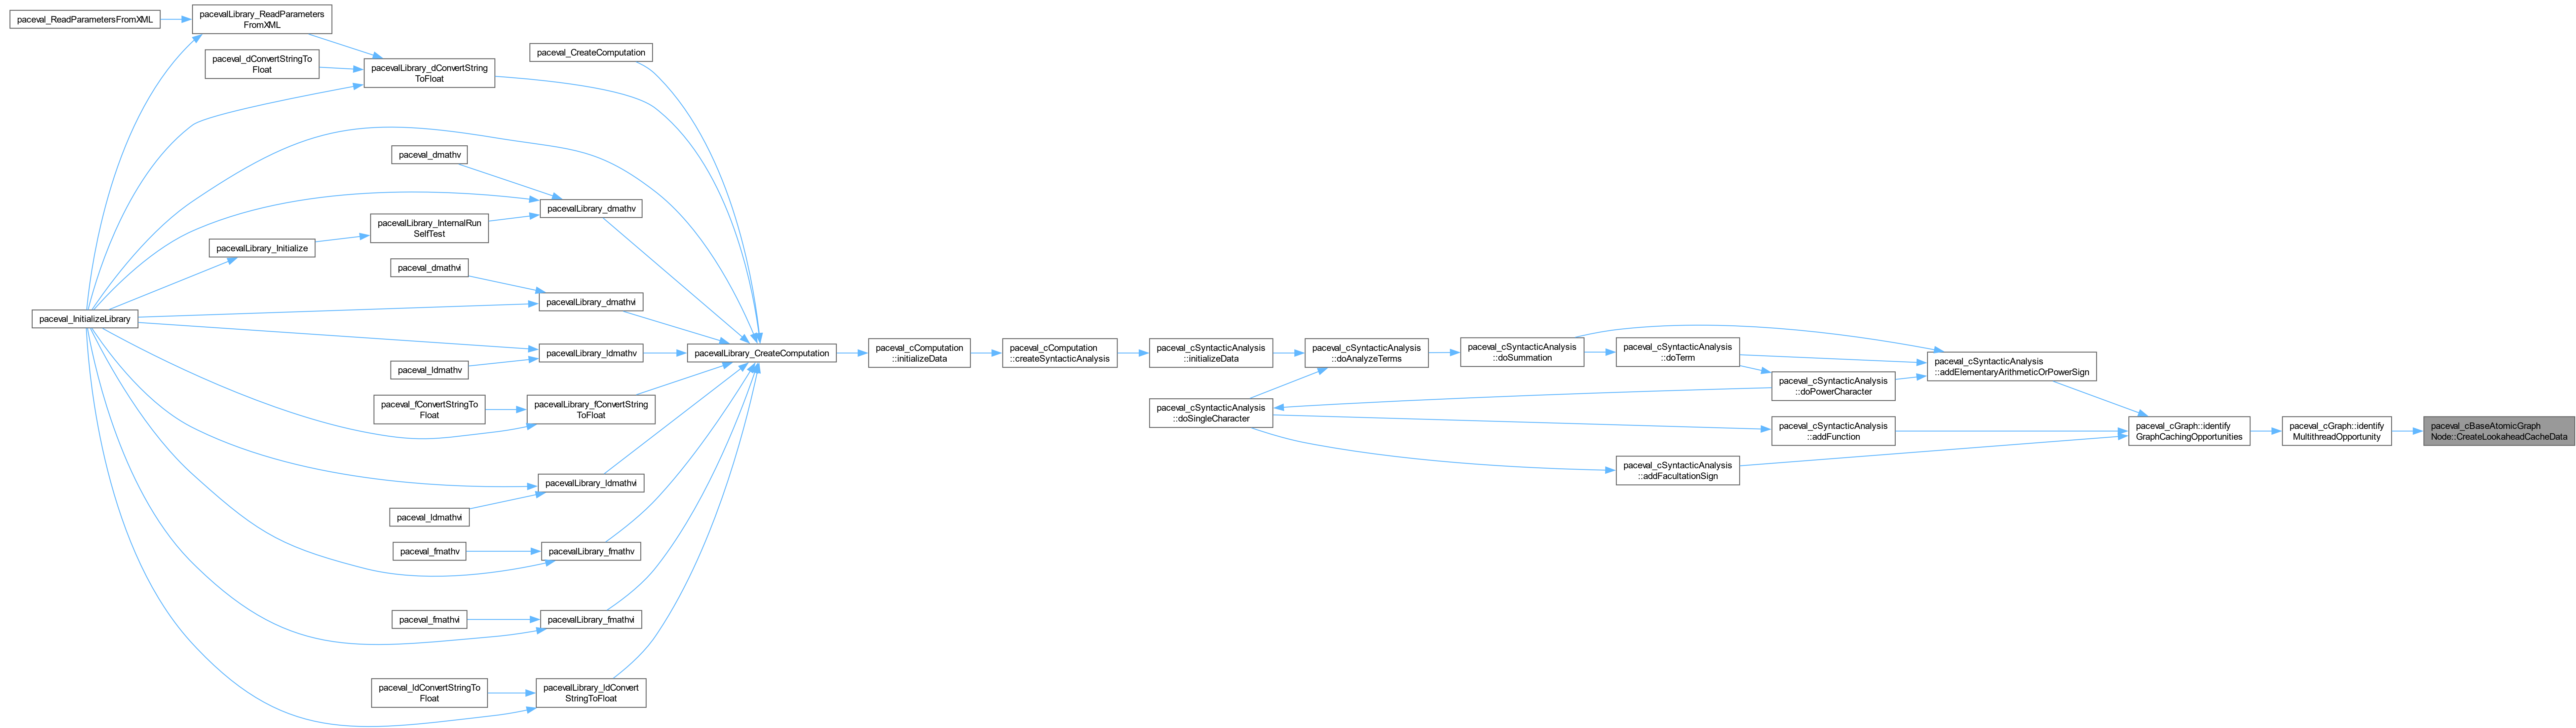 paceval_ReadParametersFromXML
pacevalLibrary_ReadParameters
FromXML
paceval_dConvertStringTo
Float
pacevalLibrary_dConvertString
ToFloat
paceval_CreateComputation
paceval_dmathv
pacevalLibrary_dmathv
pacevalLibrary_InternalRun
SelfTest
pacevalLibrary_Initialize
paceval_dmathvi
pacevalLibrary_dmathvi
paceval_InitializeLibrary
pacevalLibrary_ldmathv
paceval_ldmathv
paceval_fConvertStringTo
Float
pacevalLibrary_fConvertString
ToFloat
pacevalLibrary_ldmathvi
paceval_ldmathvi
paceval_fmathv
pacevalLibrary_fmathv
paceval_fmathvi
pacevalLibrary_fmathvi
paceval_ldConvertStringTo
Float
pacevalLibrary_ldConvert
StringToFloat
pacevalLibrary_CreateComputation
paceval_cComputation
::initializeData
paceval_cComputation
::createSyntacticAnalysis
paceval_cSyntacticAnalysis
::initializeData
paceval_cSyntacticAnalysis
::doAnalyzeTerms
paceval_cSyntacticAnalysis
::doSingleCharacter
paceval_cSyntacticAnalysis
::doSummation
paceval_cSyntacticAnalysis
::doTerm
paceval_cSyntacticAnalysis
::doPowerCharacter
paceval_cSyntacticAnalysis
::addFunction
paceval_cSyntacticAnalysis
::addFacultationSign
paceval_cSyntacticAnalysis
::addElementaryArithmeticOrPowerSign
paceval_cGraph::identify
GraphCachingOpportunities
paceval_cGraph::identify
MultithreadOpportunity
paceval_cBaseAtomicGraph
Node::CreateLookaheadCacheData